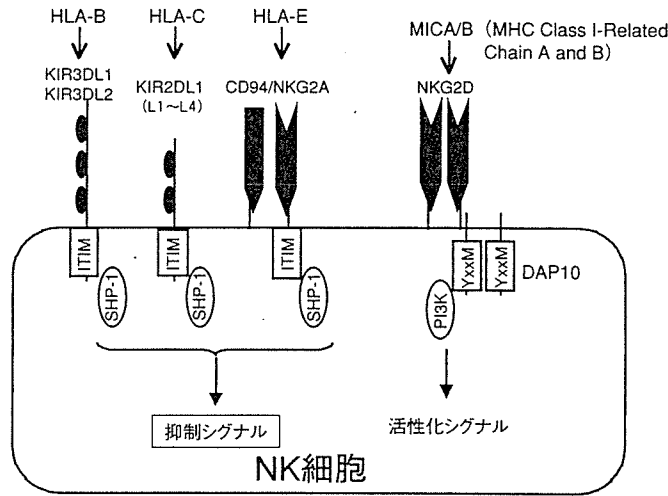 HLA-B
HLA-C
HLA-E
MICA/B （MHC Class I-Related
Chain A and B）
KIR3DL1
KIR3DL2
KIR2DL1
(L1～L4)
CD94/NKG2A
NKG2D
ITIM
SHP-1
ITIM
SHP-1
ITIM
SHP-1
YxxM
YxxM
DAP10
PI3K
抑制シグナル
活性化シグナル
NK細胞